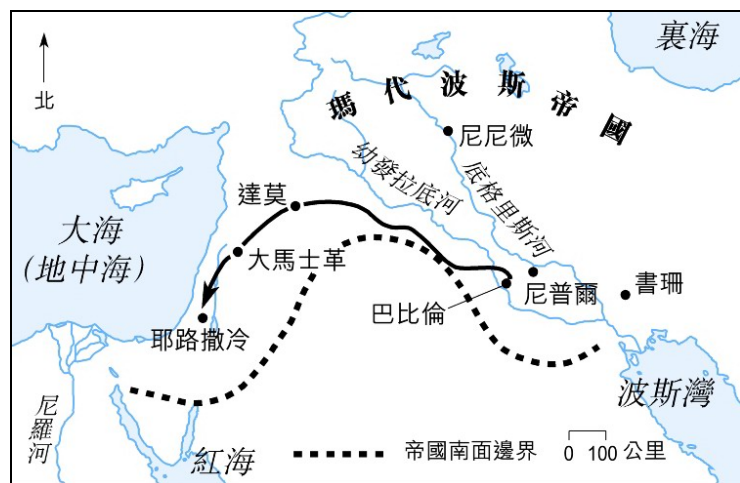 裏海
北
瑪代波斯帝國
尼尼微
幼發拉底河
底格里斯河
達莫
大海
(地中海)
大馬士革
尼普爾
書珊
巴比倫
耶路撒冷
波斯灣
尼羅河
紅海
帝國南面邊界
0 100 公里